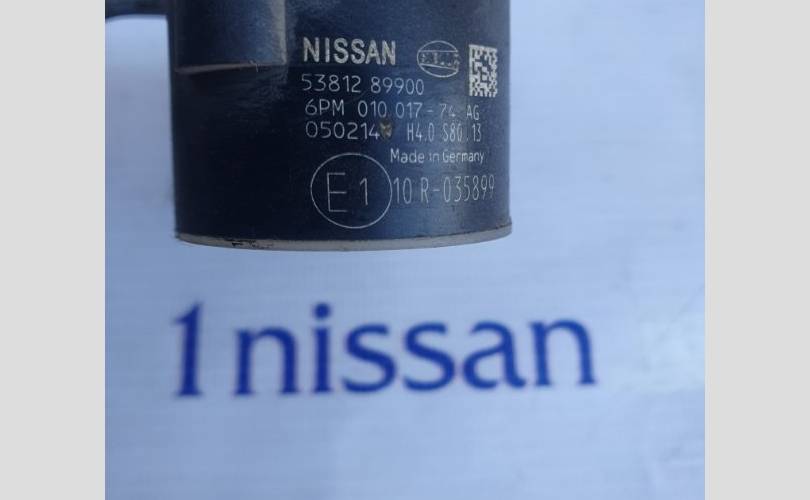 NISSAN HELLA
53812 89900
6PM 010 017-74 AG
050214 H4.0 S80.13
Made in Germany
E1 10 R-035899
1nissan